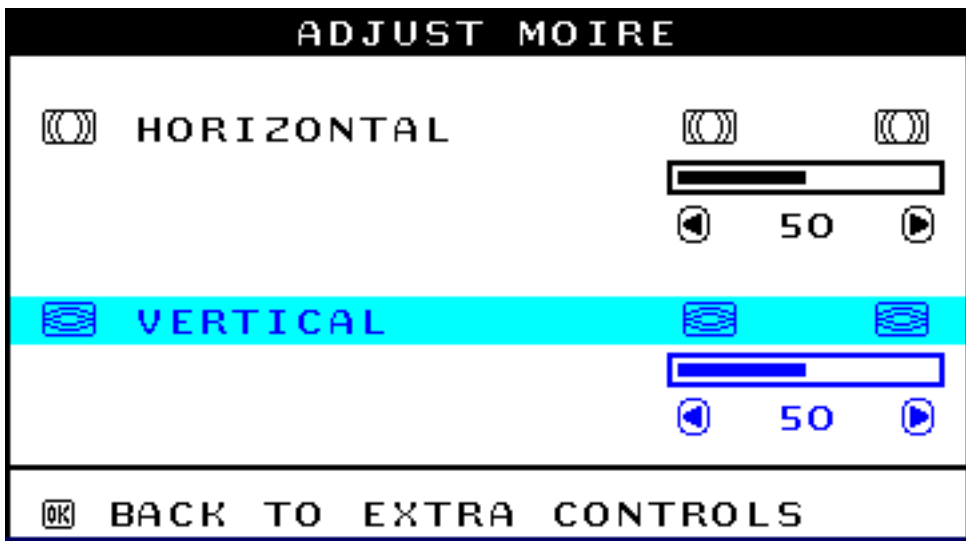 ADJUST MOIRE
HORIZONTAL
50
VERTICAL
50
OK BACK TO EXTRA CONTROLS